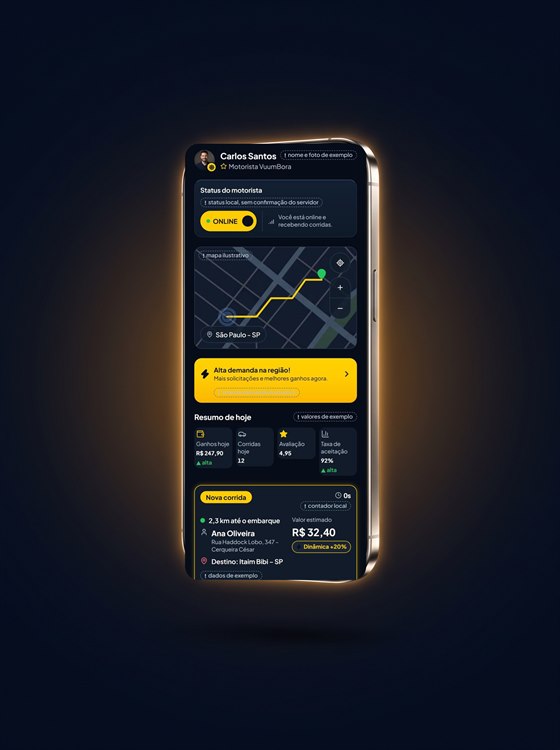 Carlos Santos
! nome e foto de exemplo
Motorista VuumBora
Status do motorista
! status local, sem confirmação do servidor
ONLINE
Você está online e
recebendo corridas.
! mapa ilustrativo
+
−
São Paulo - SP
Alta demanda na região!
Mais solicitações e melhores ganhos agora.
Resumo de hoje
! valores de exemplo
Ganhos hoje
R$ 247,90
▲ alta
Corridas
hoje
12
Avaliação
4,95
Taxa de
aceitação
92%
▲ alta
Nova corrida
0s
! contador local
2,3 km até o embarque
Valor estimado
Ana Oliveira
R$ 32,40
Rua Haddock Lobo, 347 -
Cerqueira César
Dinâmica +20%
Destino: Itaim Bibi - SP
! dados de exemplo